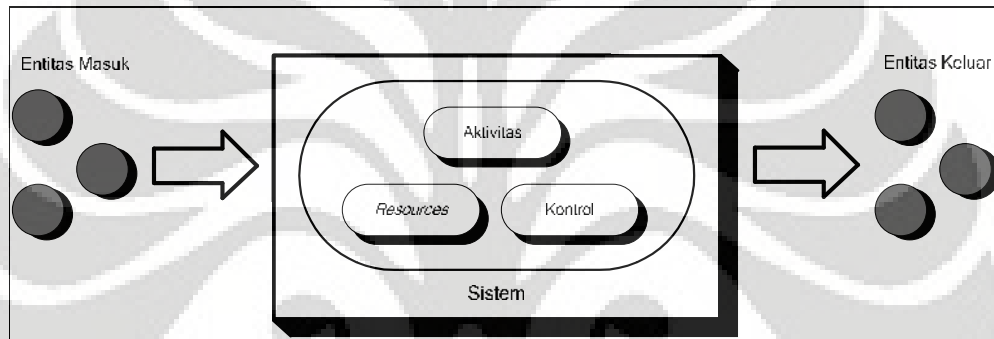 Entitas Masuk
Entitas Keluar
Aktivitas
Resources
Kontrol
Sistem